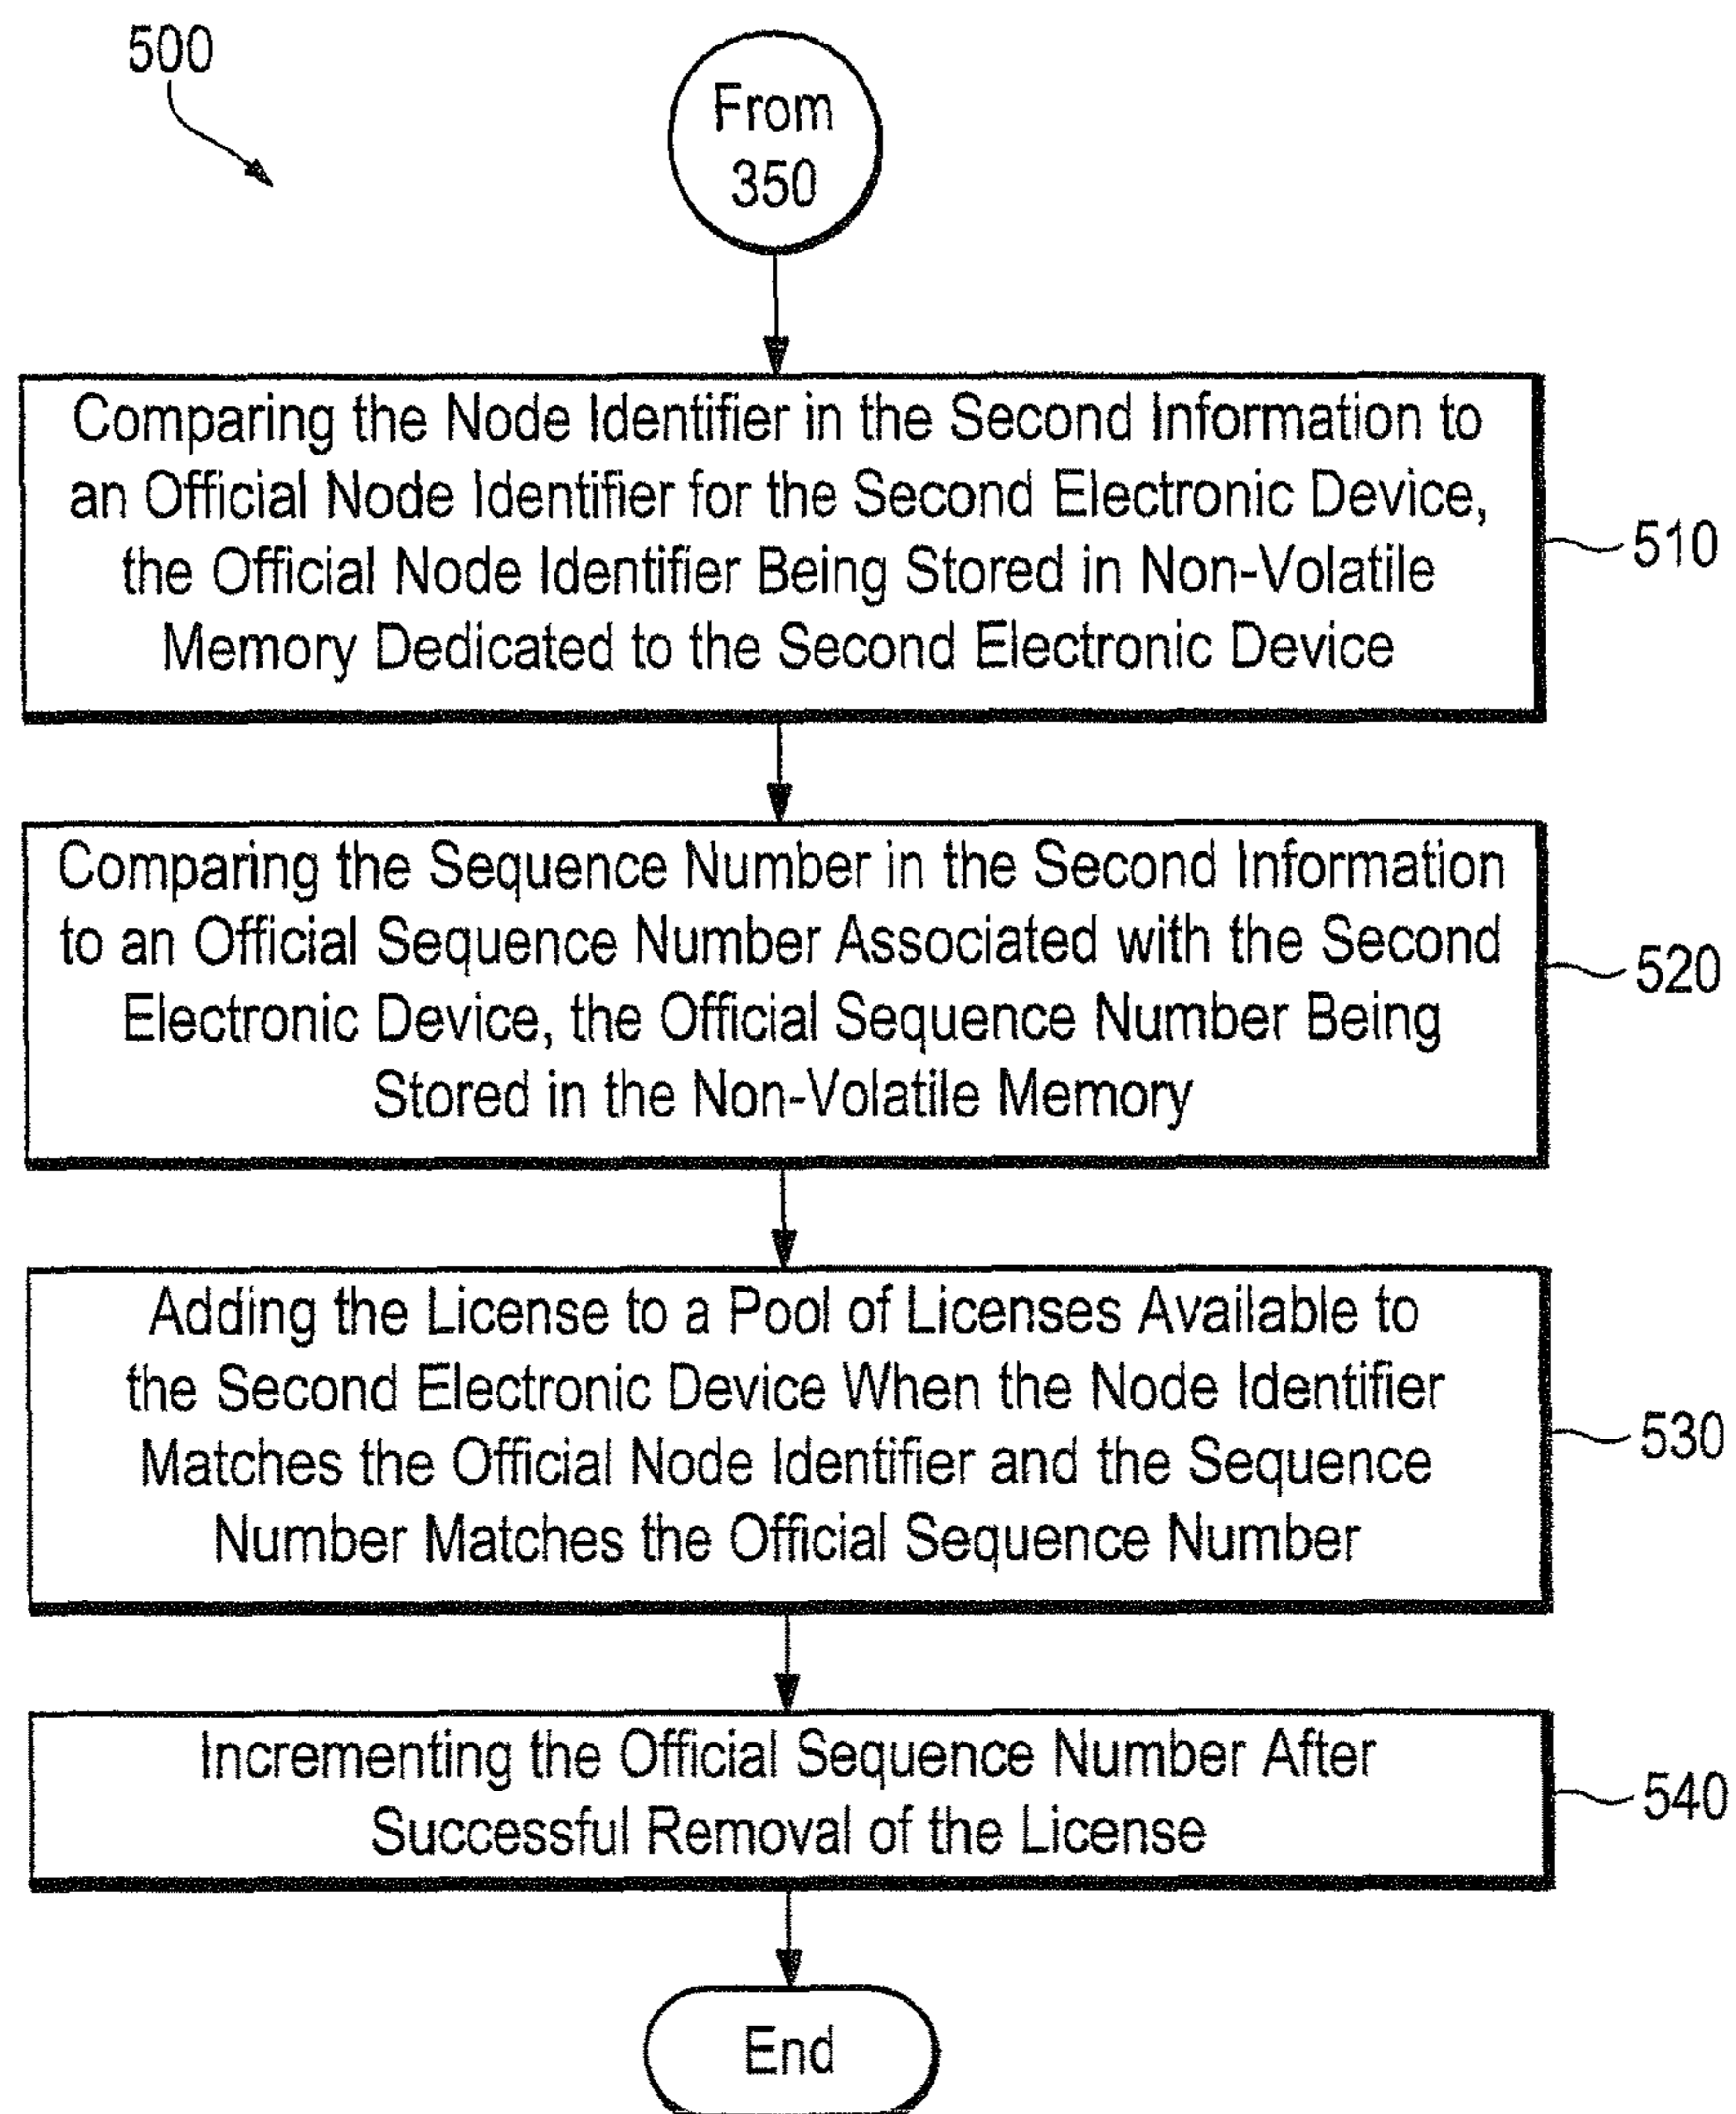 500
From
350
Comparing the Node Identifier in the Second Information to
an Official Node Identifier for the Second Electronic Device,
the Official Node Identifier Being Stored in Non-Volatile
Memory Dedicated to the Second Electronic Device
510
Comparing the Sequence Number in the Second Information
to an Official Sequence Number Associated with the Second
Electronic Device, the Official Sequence Number Being
Stored in the Non-Volatile Memory
520
Adding the License to a Pool of Licenses Available to
the Second Electronic Device When the Node Identifier
Matches the Official Node Identifier and the Sequence
Number Matches the Official Sequence Number
530
Incrementing the Official Sequence Number After
Successful Removal of the License
540
End